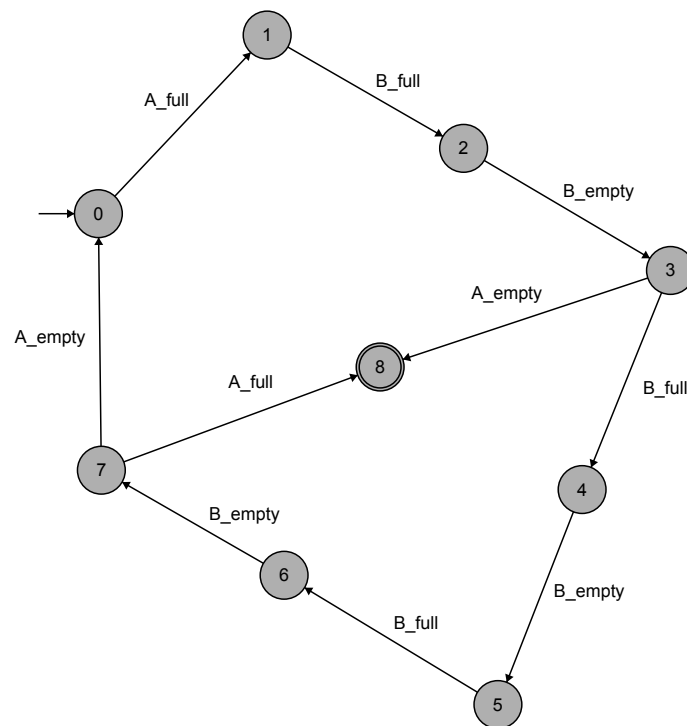 1
A_full
B_full
2
0
B_empty
3
A_empty
A_empty
8
A_full
B_full
7
4
B_empty
6
B_empty
B_full
5